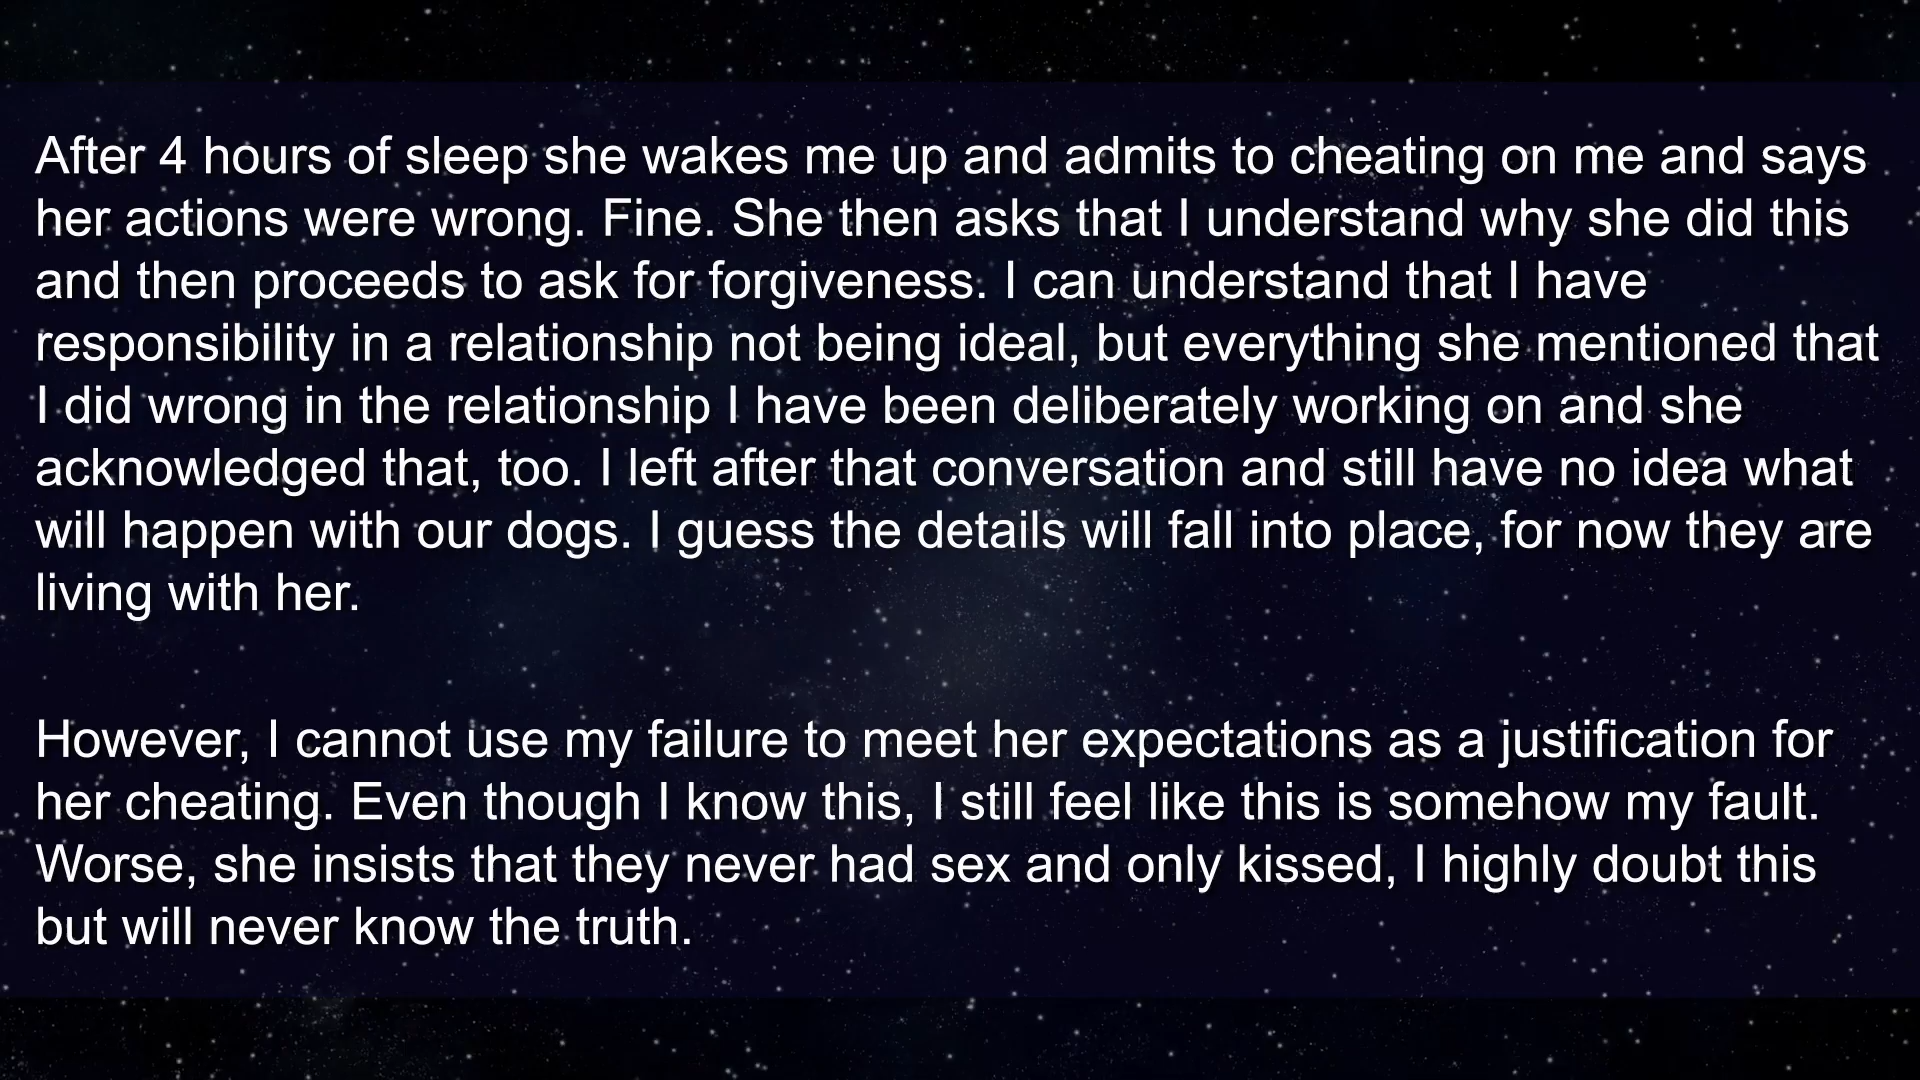 After 4 hours of sleep she wakes me up and admits to cheating on me and says
her actions were wrong. Fine. She then asks that I understand why she did this
and then proceeds to ask for forgiveness. I can understand that I have
responsibility in a relationship not being ideal, but everything she mentioned that
I did wrong in the relationship I have been deliberately working on and she
acknowledged that, too. I left after that conversation and still have no idea what
will happen with our dogs. I guess the details will fall into place, for now they are
living with her.
However, I cannot use my failure to meet her expectations as a justification for
her cheating. Even though I know this, I still feel like this is somehow my fault.
Worse, she insists that they never had sex and only kissed, I highly doubt this
but will never know the truth.